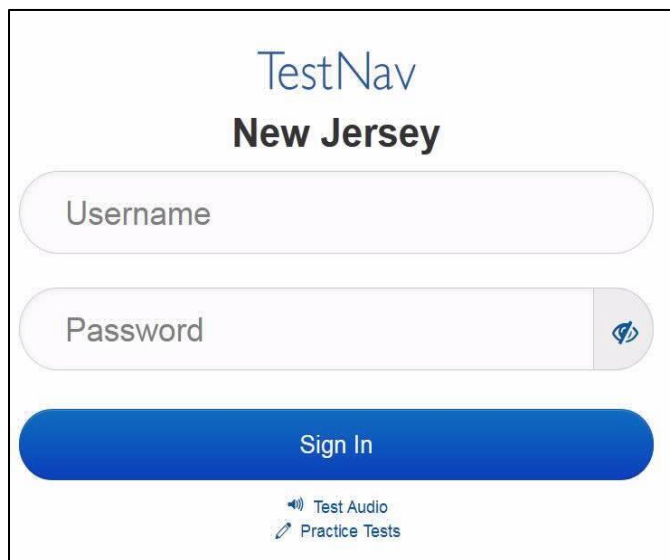 TestNav
New Jersey
Username
Password
Sign In
Test Audio
Practice Tests